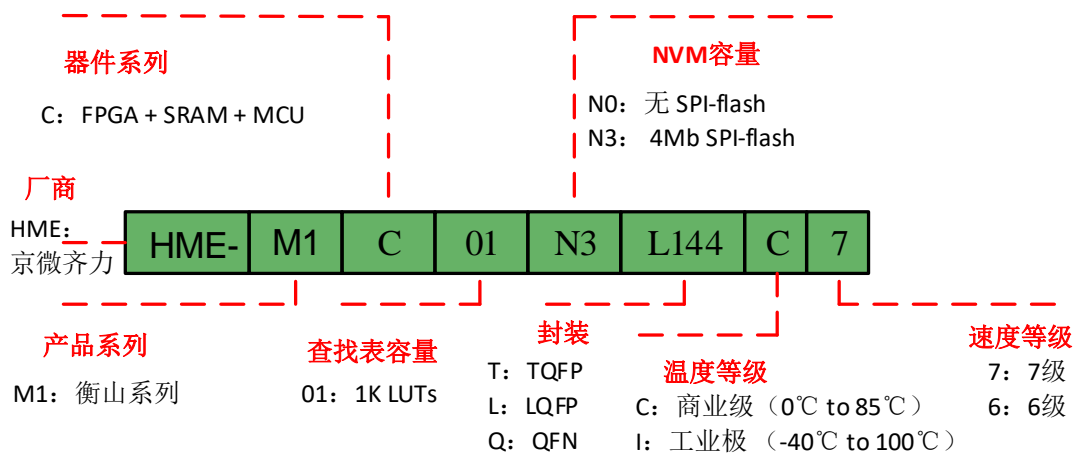 器件系列
C：FPGA + SRAM + MCU
NVM容量
N0：无 SPI-flash
N3： 4Mb SPI-flash
厂商
HME：
京微齐力
HME- M1 C 01 N3 L144 C 7
产品系列
M1：衡山系列
查找表容量
01：1K LUTs
封装
T：TQFP
L：LQFP
Q：QFN
温度等级
C：商业级（0℃ to 85℃）
I：工业极（-40℃ to 100℃）
速度等级
7：7级
6：6级